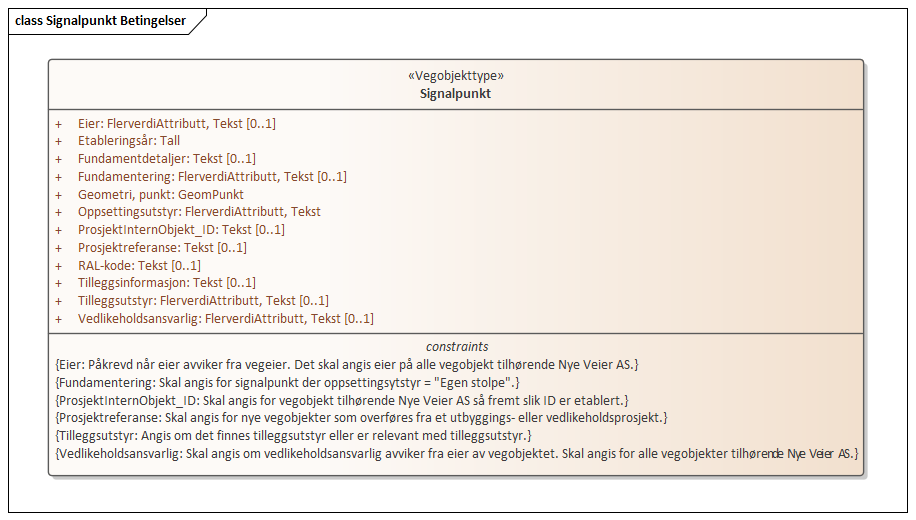 class Signalpunkt Betingelser
«Vegobjekttype»
Signalpunkt
+ Eier: FlerverdiAttributt, Tekst [0..1]
+ Etableringsår: Tall
+ Fundamentdetaljer: Tekst [0..1]
+ Fundamentering: FlerverdiAttributt, Tekst [0..1]
+ Geometri, punkt: GeomPunkt
+ Oppsettingsutstyr: FlerverdiAttributt, Tekst
+ ProsjektInternObjekt_ID: Tekst [0..1]
+ Prosjektreferanse: Tekst [0..1]
+ RAL-kode: Tekst [0..1]
+ Tilleggsinformasjon: Tekst [0..1]
+ Tilleggsutstyr: FlerverdiAttributt, Tekst [0..1]
+ Vedlikeholdsansvarlig: FlerverdiAttributt, Tekst [0..1]
constraints
{Eier: Påkrevd når eier avviker fra vegeier. Det skal angis eier på alle vegobjekt tilhørende Nye Veier AS.}
{Fundamentering: Skal angis for signalpunkt der oppsettingsytstyr = "Egen stolpe".}
{ProsjektInternObjekt_ID: Skal angis for vegobjekt tilhørende Nye Veier AS så fremt slik ID er etablert.}
{Prosjektreferanse: Skal angis for nye vegobjekter som overføres fra et utbyggings- eller vedlikeholdsprosjekt.}
{Tilleggsutstyr: Angis om det finnes tilleggsutstyr eller er relevant med tilleggsutstyr.}
{Vedlikeholdsansvarlig: Skal angis om vedlikeholdsansvarlig avviker fra eier av vegobjektet. Skal angis for alle vegobjekter tilhørende Nye Veier AS.}